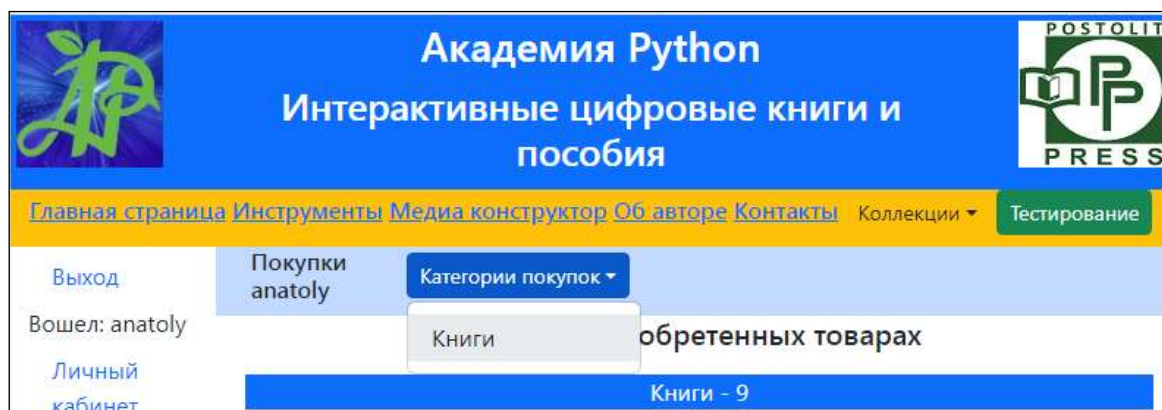 Академия Python
Интерактивные цифровые книги и
пособия
POSTOLIT
PP
PRESS
Главная страница Инструменты Медиа конструктор Об авторе Контакты Коллекции Тестирование
Выход
Покупки
anatoly
Категории покупок
Вошел: anatoly
Книги
обретенных товарах
Личный
кабинет
Книги - 9